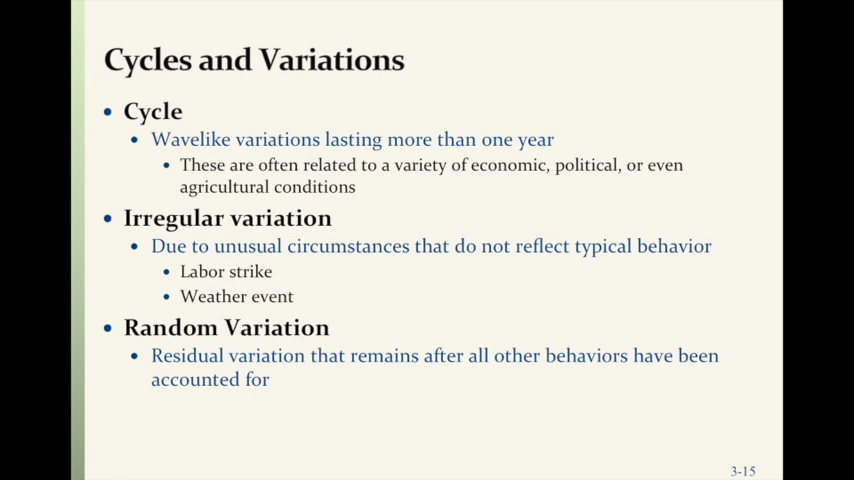 Cycles and Variations
• Cycle
• Wavelike variations lasting more than one year
• These are often related to a variety of economic, political, or even
agricultural conditions
• Irregular variation
• Due to unusual circumstances that do not reflect typical behavior
• Labor strike
• Weather event
• Random Variation
• Residual variation that remains after all other behaviors have been
accounted for
3-15